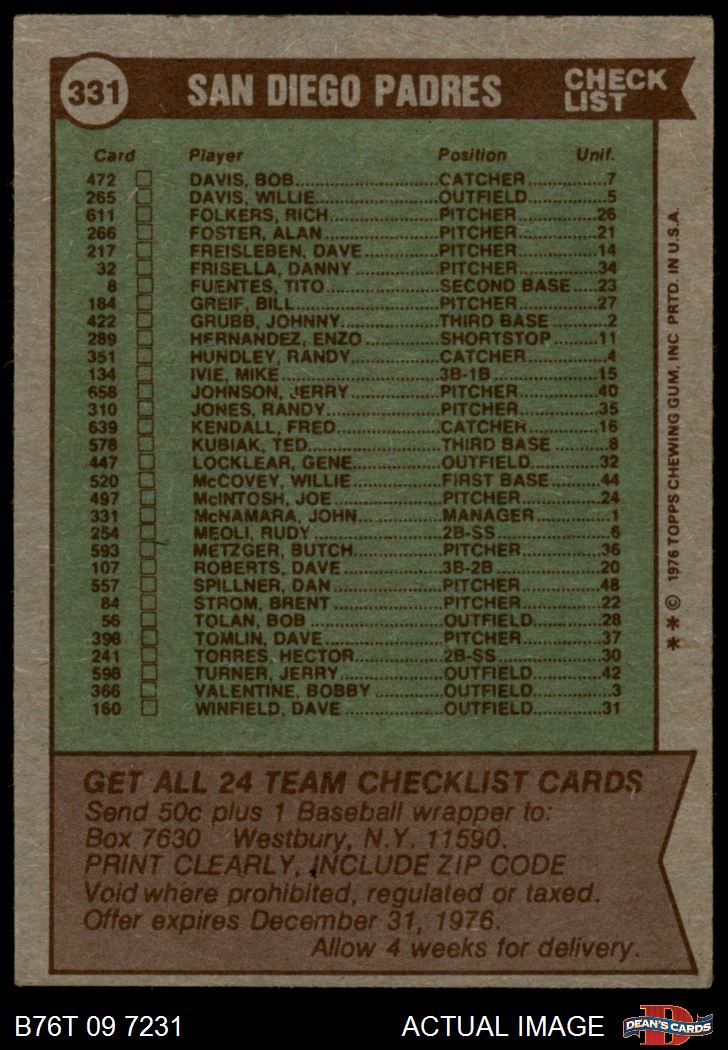 331 SAN DIEGO PADRES CHECK LIST
Card Player Position Unif.
472 DAVIS, BOB CATCHER 7
265 DAVIS, WILLIE OUTFIELD 5
611 FOLKERS, RICH PITCHER 26
266 FOSTER, ALAN PITCHER 21
217 FREISLEBEN, DAVE PITCHER 14
32 FRISELLA, DANNY PITCHER 34
8 FUENTES, TITO SECOND BASE 23
184 GREIF, BILL PITCHER 27
422 GRUBB, JOHNNY THIRD BASE 2
289 HERNANDEZ, ENZO SHORTSTOP 11
351 HUNDLEY, RANDY CATCHER 4
134 IVIE, MIKE 3B-1B 15
658 JOHNSON, JERRY PITCHER 40
310 JONES, RANDY PITCHER 35
639 KENDALL, FRED CATCHER 16
578 KUBIAK, TED THIRD BASE 8
447 LOCKLEAR, GENE OUTFIELD 32
520 McCOVEY, WILLIE FIRST BASE 44
497 McINTOSH, JOE PITCHER 24
331 McNAMARA, JOHN MANAGER 1
254 MEOLI, RUDY 2B-SS 6
593 METZGER, BUTCH PITCHER 36
107 ROBERTS, DAVE 3B-2B 20
557 SPILLNER, DAN PITCHER 48
84 STROM, BRENT PITCHER 22
56 TOLAN, BOB OUTFIELD 28
398 TOMLIN, DAVE PITCHER 37
241 TORRES, HECTOR 2B-SS 30
598 TURNER, JERRY OUTFIELD 42
366 VALENTINE, BOBBY OUTFIELD 3
160 WINFIELD, DAVE OUTFIELD 31
* * © 1976 TOPPS CHEWING GUM, INC PRTD. IN U.S.A.
GET ALL 24 TEAM CHECKLIST CARDS
Send 50c plus 1 Baseball wrapper to:
Box 7630 Westbury, N.Y. 11590.
PRINT CLEARLY, INCLUDE ZIP CODE
Void where prohibited, regulated or taxed.
Offer expires December 31, 1976.
Allow 4 weeks for delivery.
B76T 09 7231 ACTUAL IMAGE D DEAN'S CARDS